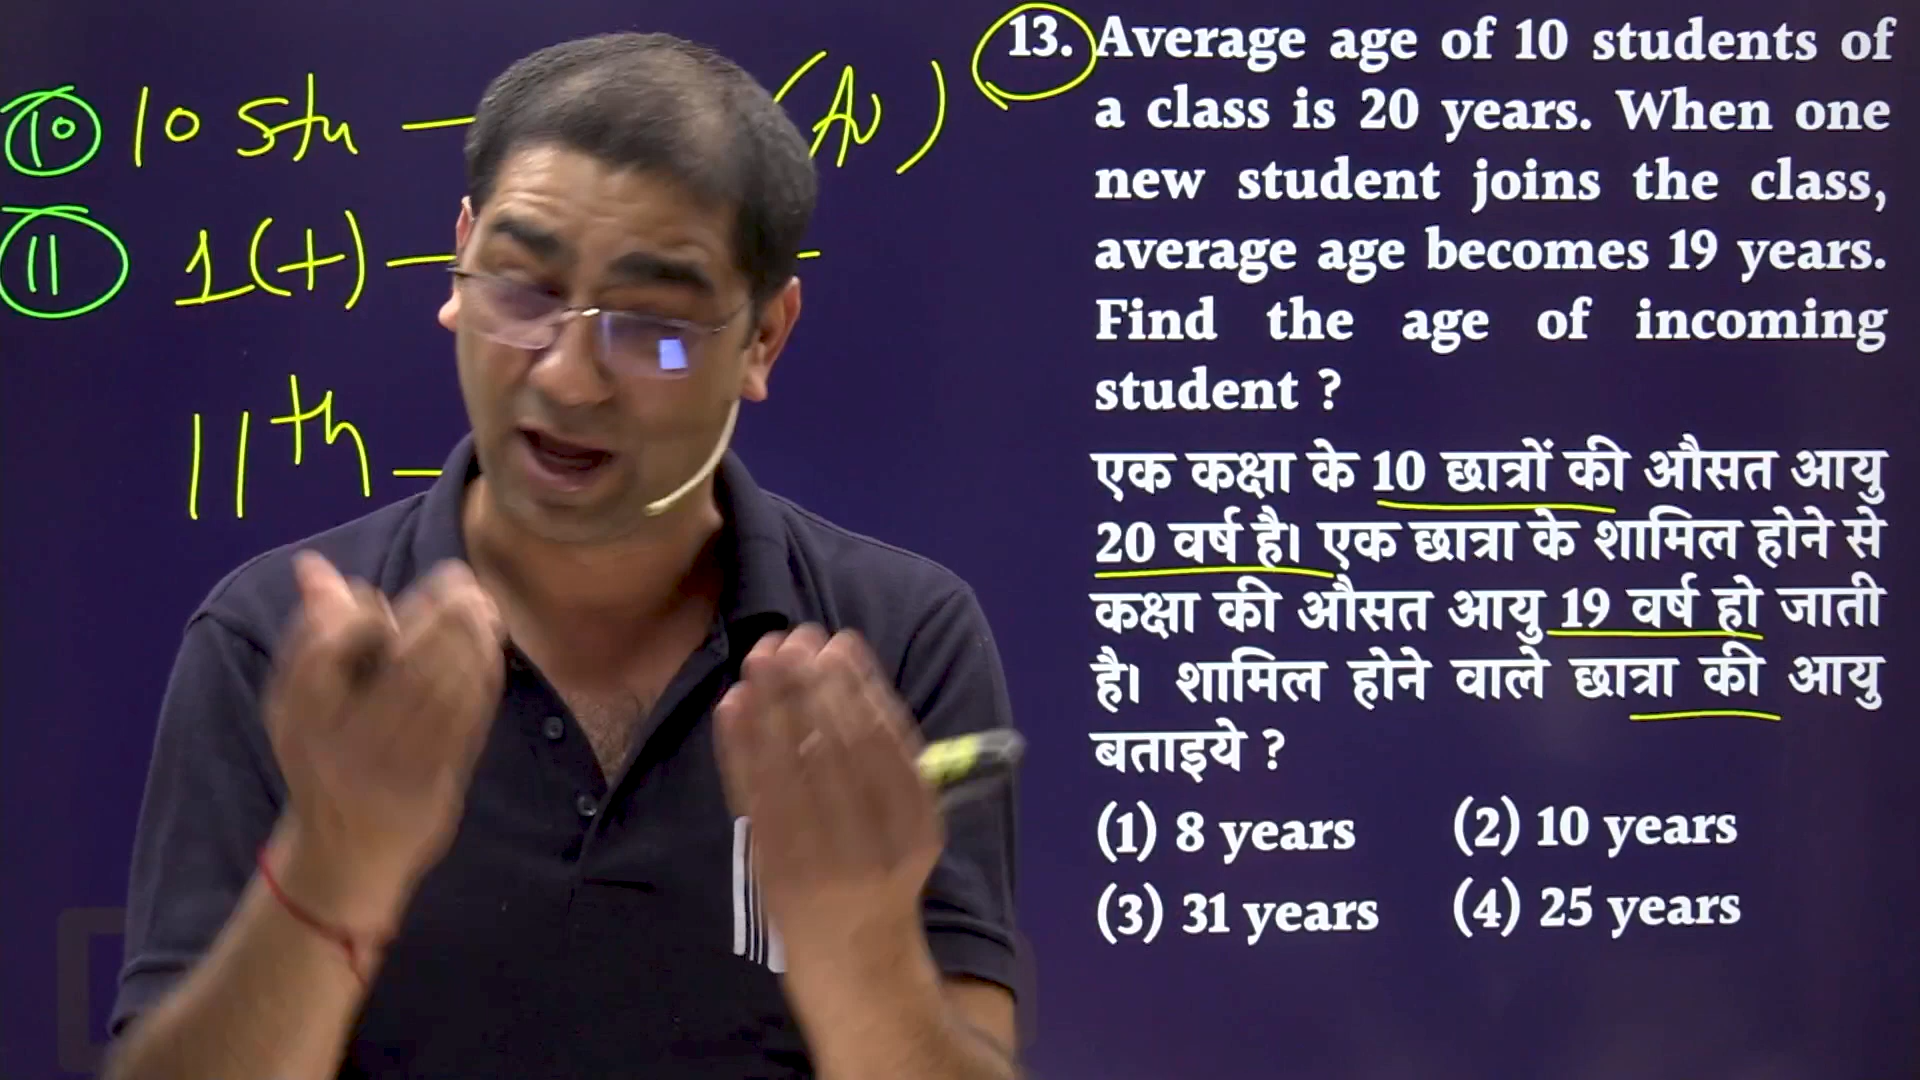 ⑩ 10 Stu — (Av)
⑪ 1(+) — -
11th —
13. Average age of 10 students of
a class is 20 years. When one
new student joins the class,
average age becomes 19 years.
Find the age of incoming
student ?
एक कक्षा के 10 छात्रों की औसत आयु
20 वर्ष है। एक छात्रा के शामिल होने से
कक्षा की औसत आयु 19 वर्ष हो जाती
है। शामिल होने वाले छात्रा की आयु
बताइये ?
(1) 8 years (2) 10 years
(3) 31 years (4) 25 years